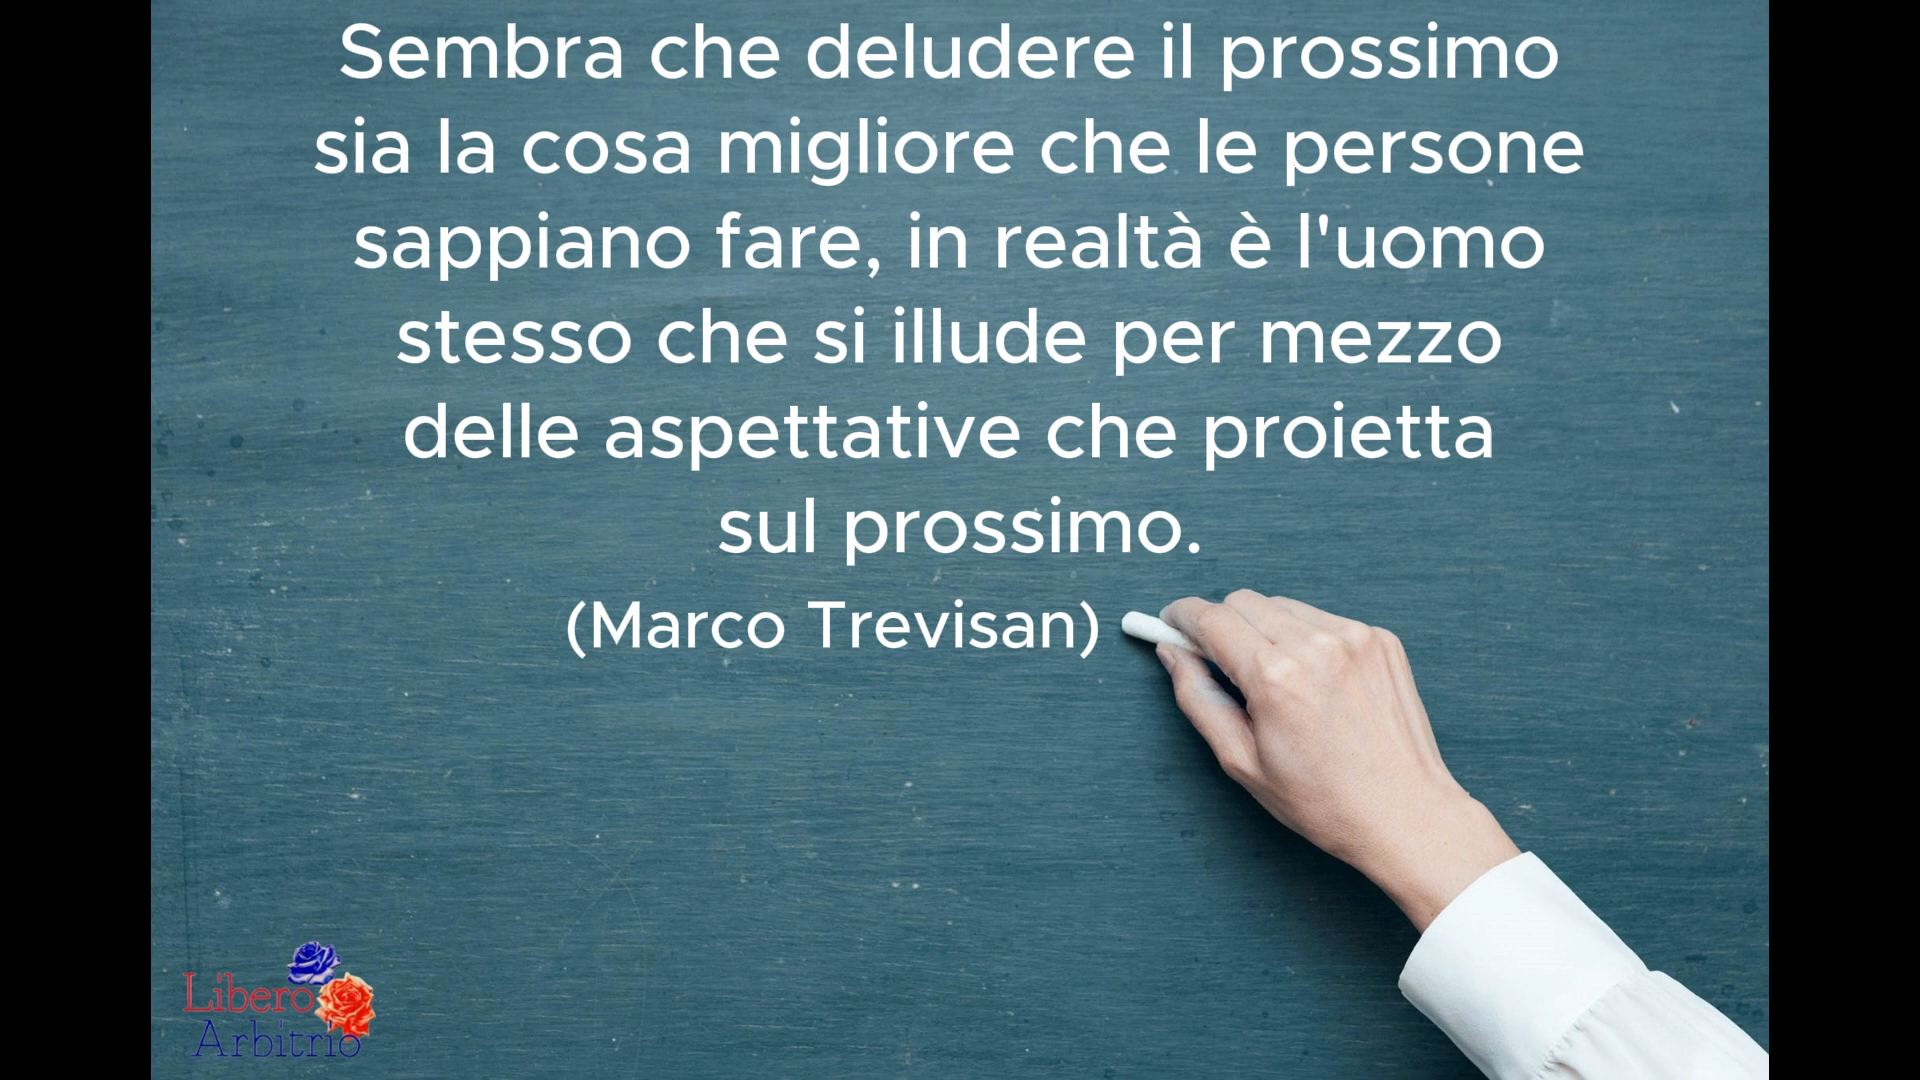 Sembra che deludere il prossimo
sia la cosa migliore che le persone
sappiano fare, in realtà è l'uomo
stesso che si illude per mezzo
delle aspettative che proietta
sul prossimo.
(Marco Trevisan)
Libero
Arbitrio